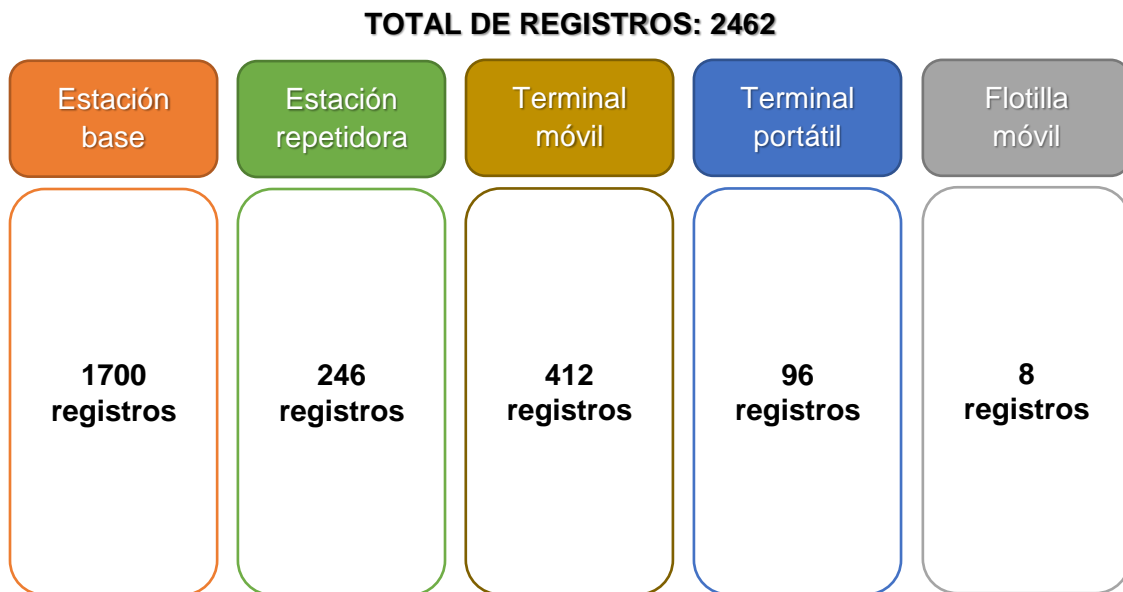 TOTAL DE REGISTROS: 2462
Estación
base
Estación
repetidora
Terminal
móvil
Terminal
portátil
Flotilla
móvil
1700
registros
246
registros
412
registros
96
registros
8
registros